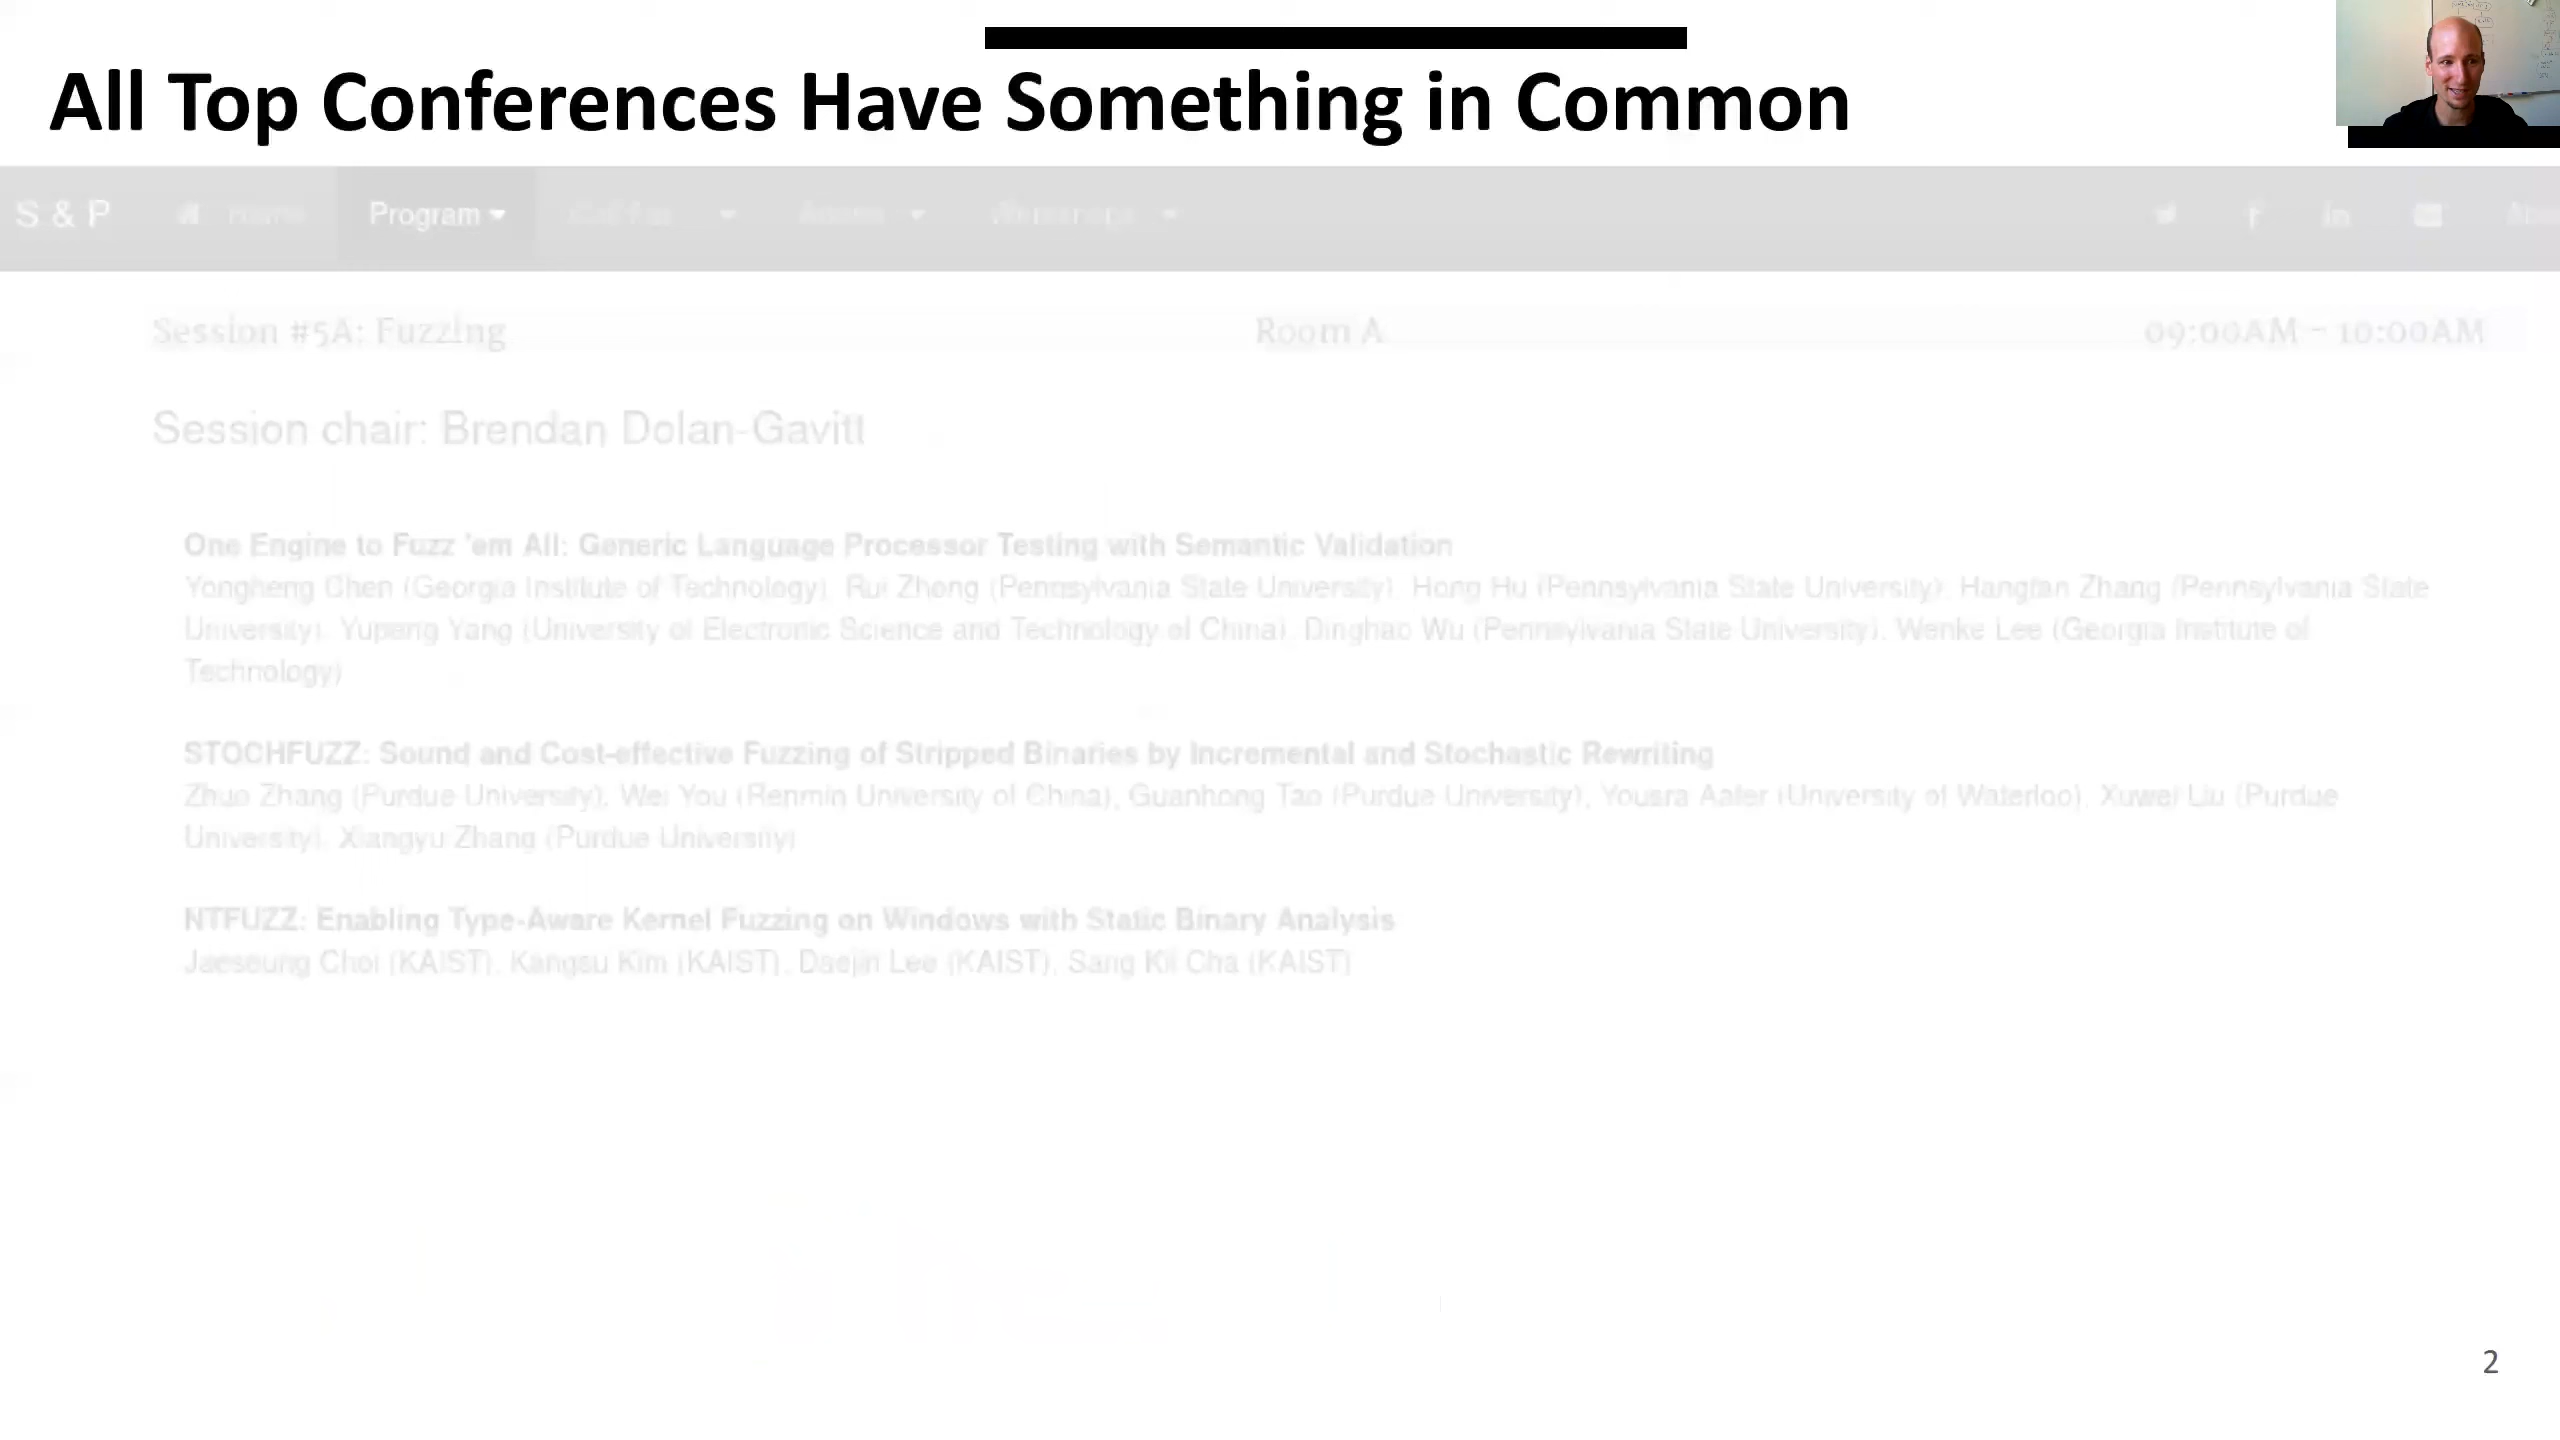 All Top Conferences Have Something in Common
S & P Home Program
Session #5A: Fuzzing Room A 09:00AM - 10:00AM
Session chair: Brendan Dolan-Gavitt
One Engine to Fuzz 'em All: Generic Language Processor Testing with Semantic Validation
Yongheng Chen (Georgia Institute of Technology), Rui Zhong (Pennsylvania State University), Hong Hu (Pennsylvania State University), Hangfan Zhang (Pennsylvania State
University), Yupeng Yang (University of Electronic Science and Technology of China), Dinghao Wu (Pennsylvania State University), Wenke Lee (Georgia Institute of
Technology)
STOCHFUZZ: Sound and Cost-effective Fuzzing of Stripped Binaries by Incremental and Stochastic Rewriting
Zhuo Zhang (Purdue University), Wei You (Renmin University of China), Guanhong Tao (Purdue University), Yousra Aafer (University of Waterloo), Xuwei Liu (Purdue
University), Xiangyu Zhang (Purdue University)
NTFUZZ: Enabling Type-Aware Kernel Fuzzing on Windows with Static Binary Analysis
Jaeseung Choi (KAIST), Kangsu Kim (KAIST), Daejin Lee (KAIST), Sang Kil Cha (KAIST)
2